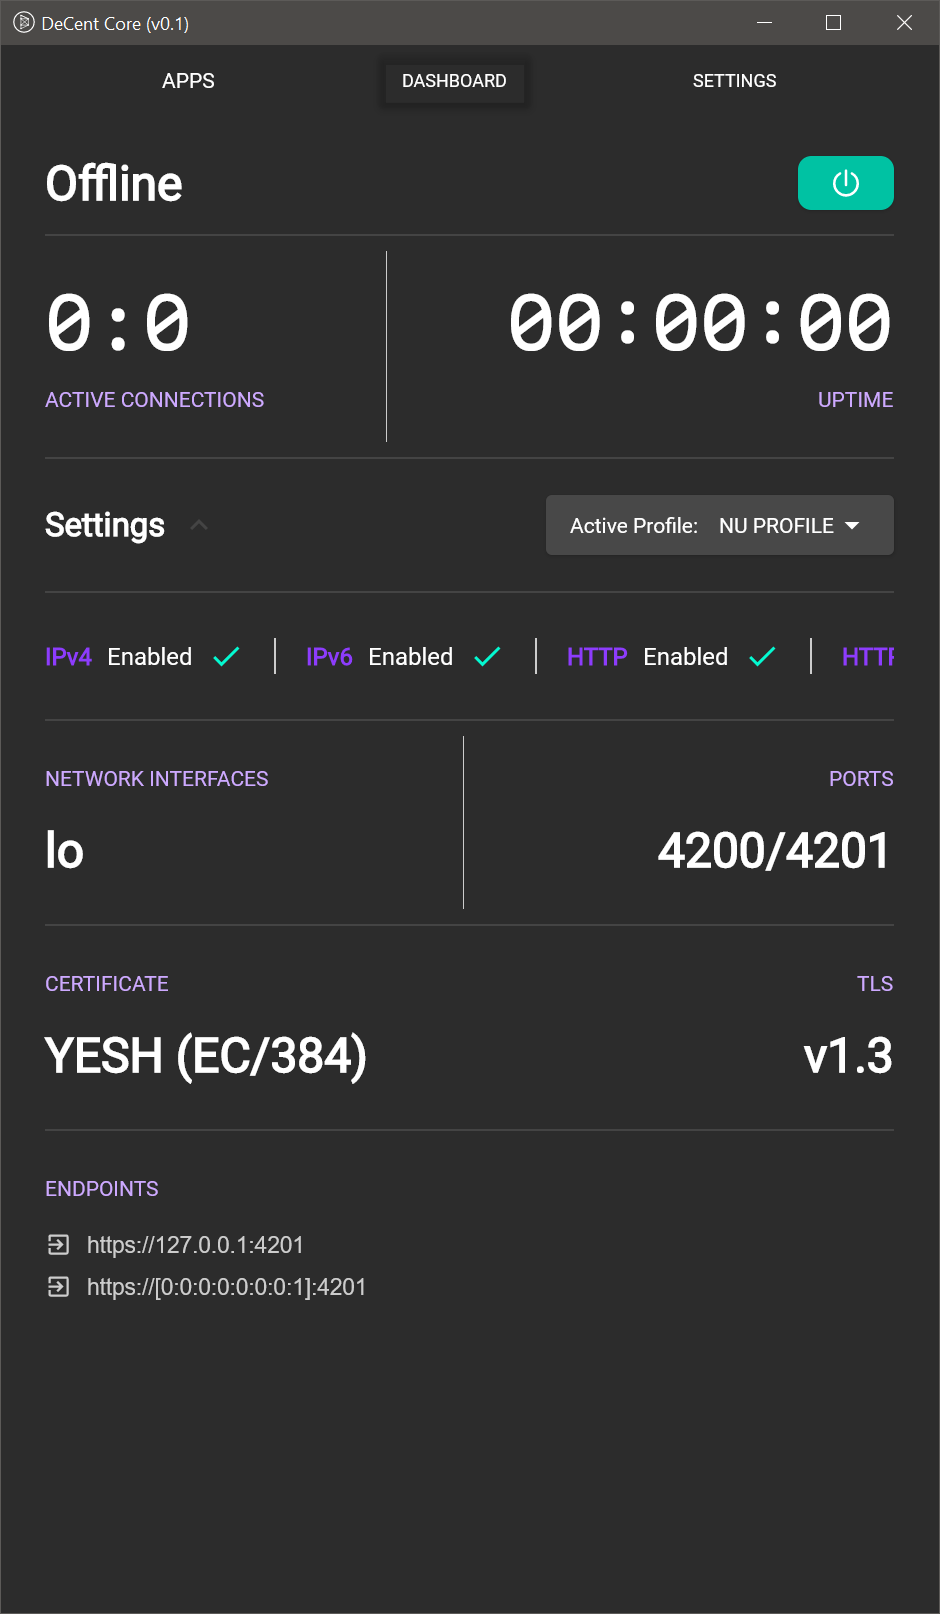 DeCent Core (v0.1)
APPS DASHBOARD SETTINGS
Offline
0:0 00:00:00
ACTIVE CONNECTIONS UPTIME
Settings Active Profile: NU PROFILE
IPv4 Enabled IPv6 Enabled HTTP Enabled HTTP
NETWORK INTERFACES PORTS
lo 4200/4201
CERTIFICATE TLS
YESH (EC/384) v1.3
ENDPOINTS
https://127.0.0.1:4201
https://[0:0:0:0:0:0:0:1]:4201